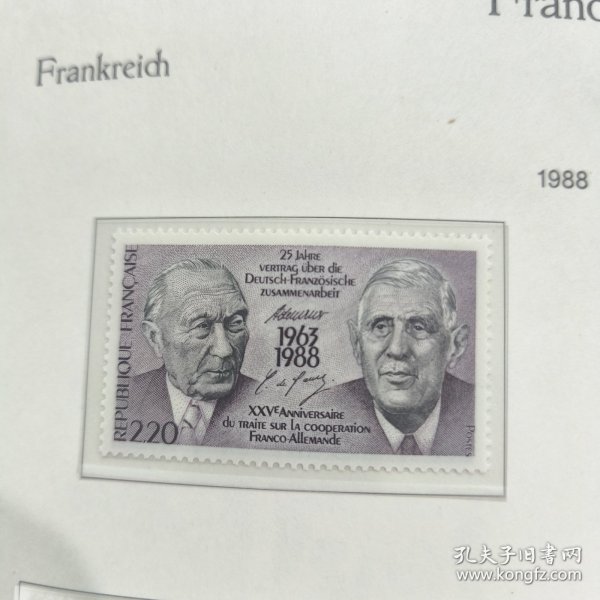 Franc
Frankreich
1988
25 JAHRE
VERTRAG über die
DEUTSCH-FRANZÖSISCHE
ZUSAMMENARBEIT
1963
1988
XXVE ANNIVERSAIRE
DU TRAITE SUR LA COOPERATION
FRANCO-ALLEMANDE
RÉPUBLIQUE FRANÇAISE
2,20
POSTES
孔夫子旧书网
www.kongfz.com